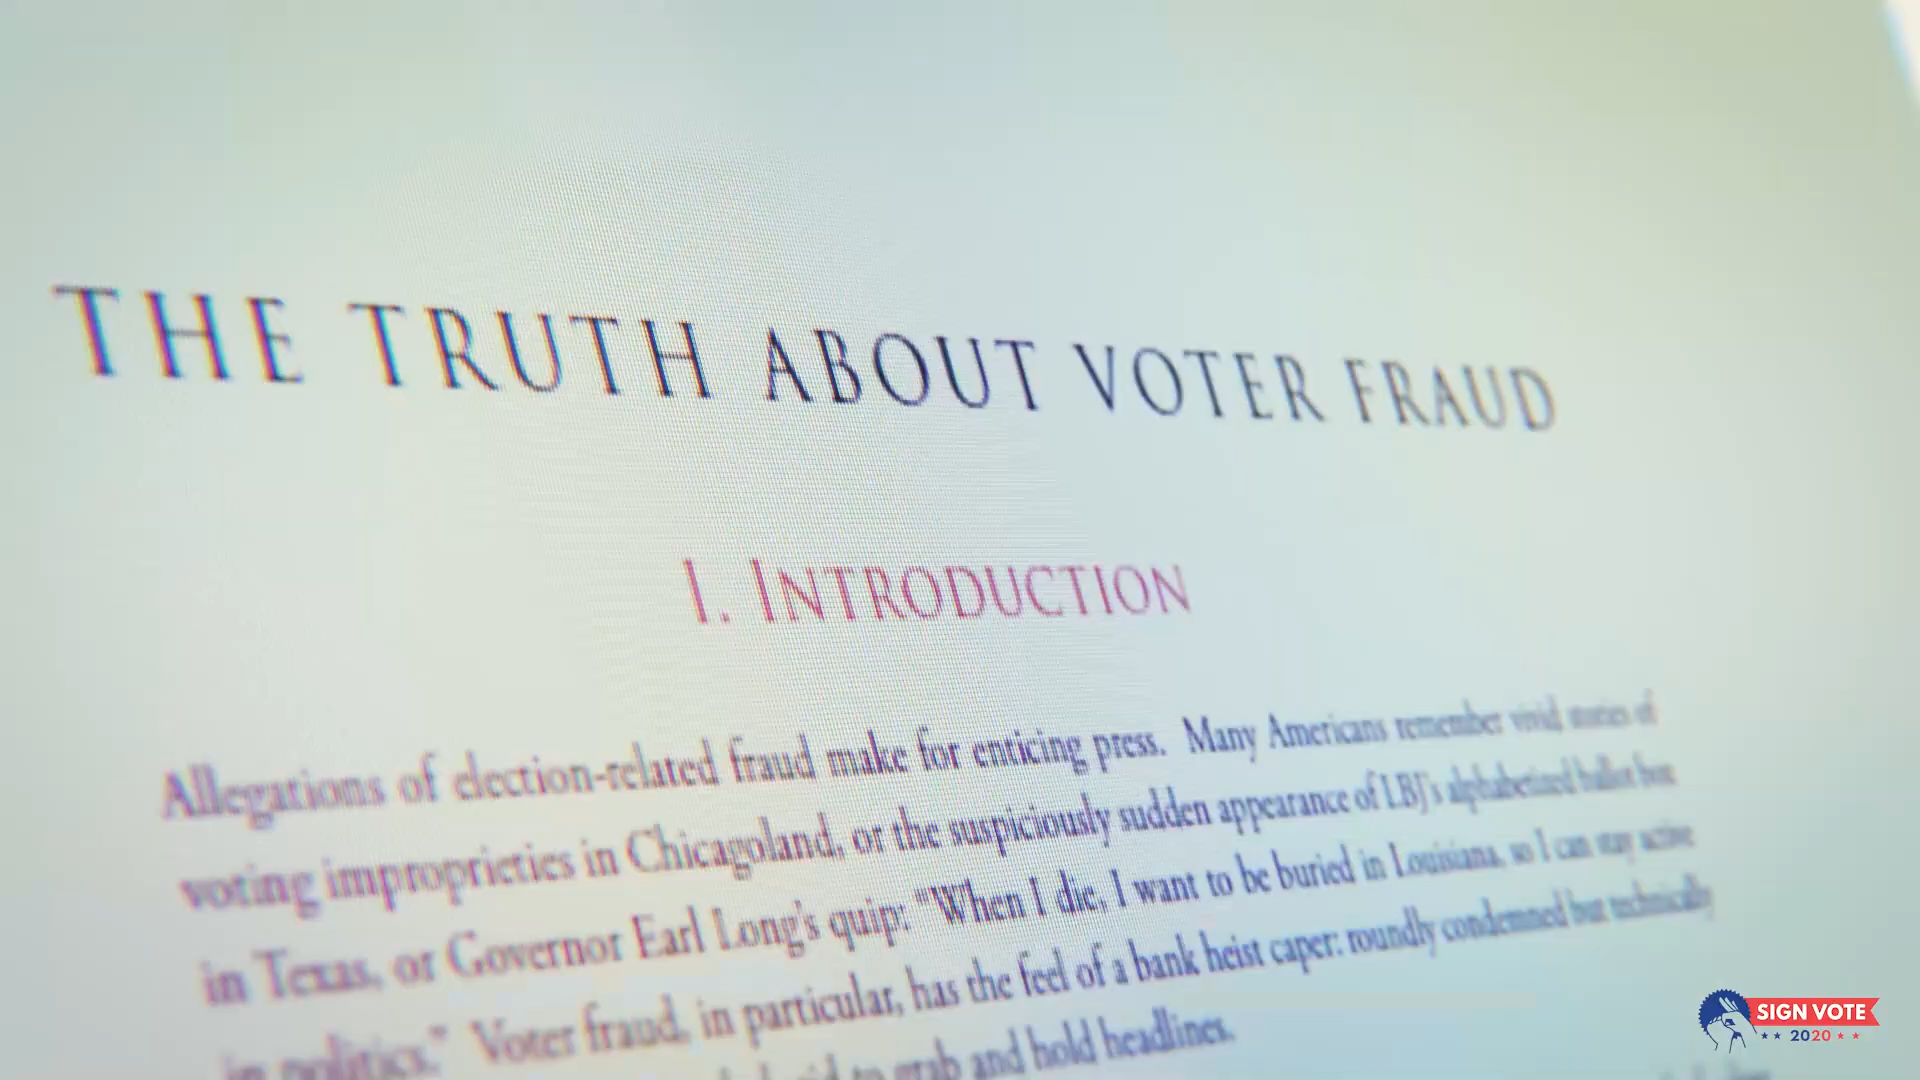 THE TRUTH ABOUT VOTER FRAUD
I. INTRODUCTION
Allegations of election-related fraud make for enticing press. Many Americans remember vivid stories of
voting improprieties in Chicagoland, or the suspiciously sudden appearance of LBJ's alphabetized ballot box
in Texas, or Governor Earl Long's quip: "When I die, I want to be buried in Louisiana, so I can stay active
in politics." Voter fraud, in particular, has the feel of a bank heist caper: roundly condemned but technically
to grab and hold headlines.
SIGN VOTE
2020